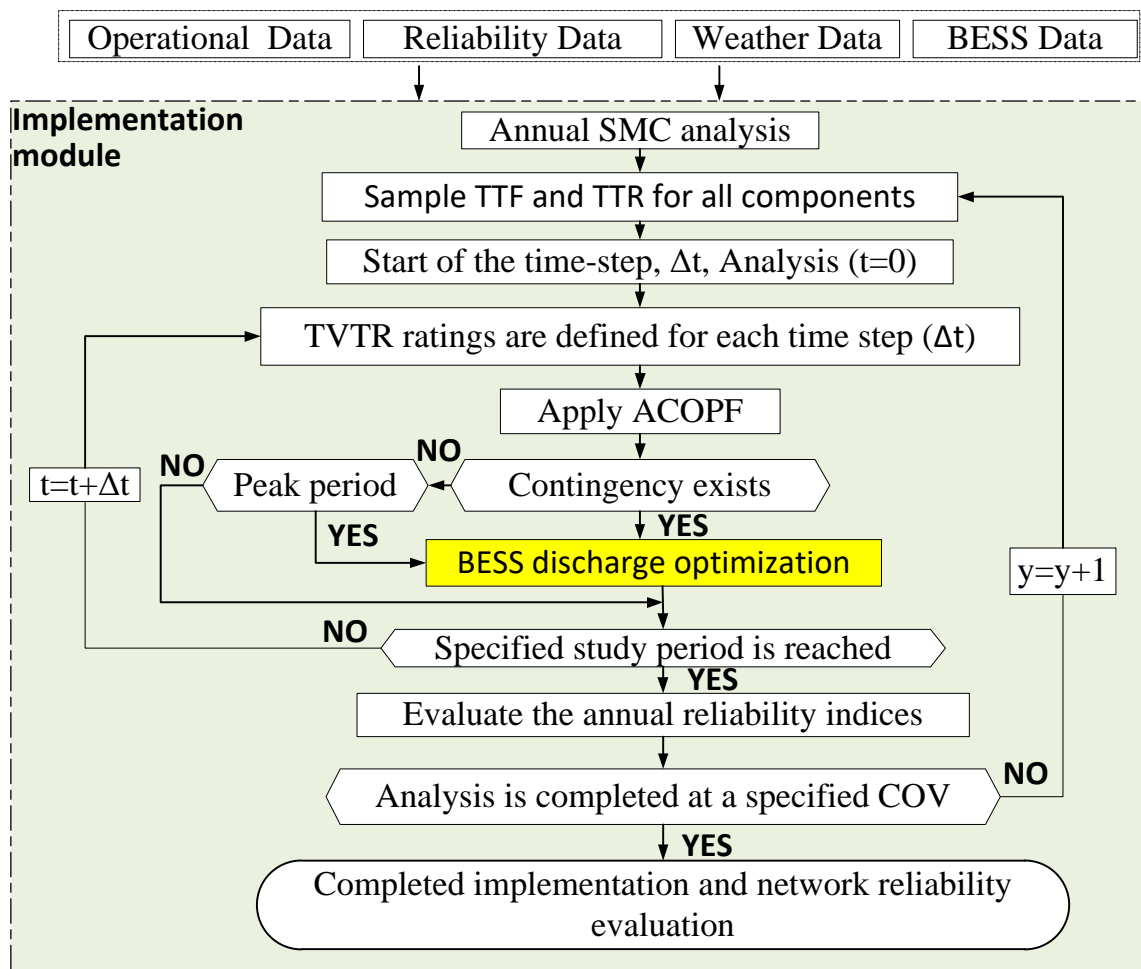 Operational Data
Reliability Data
Weather Data
BESS Data
Implementation
module
Annual SMC analysis
Sample TTF and TTR for all components
Start of the time-step, Δt, Analysis (t=0)
TVTR ratings are defined for each time step (Δt)
Apply ACOPF
NO
NO
t=t+Δt
Peak period
Contingency exists
YES
YES
BESS discharge optimization
y=y+1
NO
Specified study period is reached
YES
Evaluate the annual reliability indices
NO
Analysis is completed at a specified COV
YES
Completed implementation and network reliability
evaluation